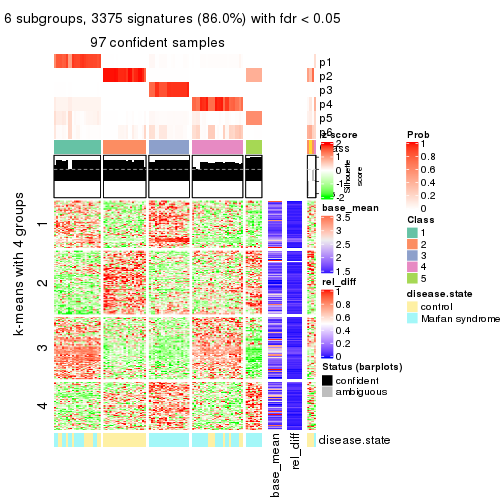 6 subgroups, 3375 signatures (86.0%) with fdr < 0.05
97 confident samples
p1
p2
p3
p4
p5
p6
Class
Silhouette
score
k-means with 4 groups
1
2
3
4
z-score
2
1
0
-1
-2
base_mean
3.5
3
2.5
2
1.5
rel_diff
1
0.8
0.6
0.4
0.2
0
Status (barplots)
confident
ambiguous
Prob
1
0.8
0.6
0.4
0.2
0
Class
1
2
3
4
5
disease.state
control
Marfan syndrome
disease.state
base_mean
rel_diff